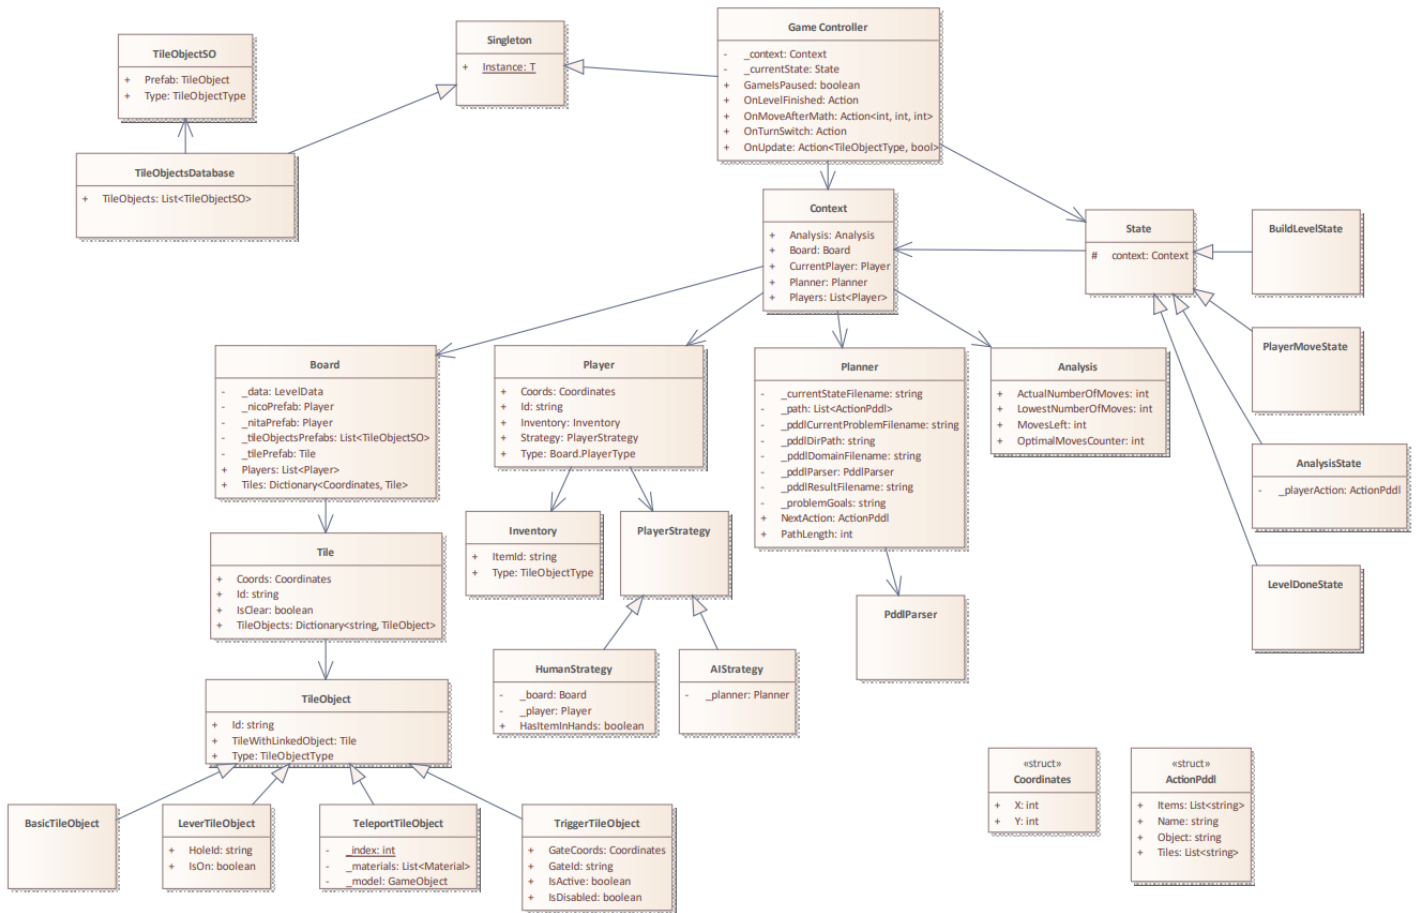 TileObjectSO
+ Prefab: TileObject
+ Type: TileObjectType
Singleton
+ Instance: T
Game Controller
- _context: Context
- _currentState: State
+ GameIsPaused: boolean
+ OnLevelFinished: Action
+ OnMoveAfterMath: Action<int, int, int>
+ OnTurnSwitch: Action
+ OnUpdate: Action<TileObjectType, bool>
TileObjectsDatabase
+ TileObjects: List<TileObjectSO>
Context
+ Analysis: Analysis
+ Board: Board
+ CurrentPlayer: Player
+ Planner: Planner
+ Players: List<Player>
State
# context: Context
BuildLevelState
PlayerMoveState
Board
- _data: LevelData
- _nicoPrefab: Player
- _nitaPrefab: Player
- _tileObjectsPrefabs: List<TileObjectSO>
- _tilePrefab: Tile
+ Players: List<Player>
+ Tiles: Dictionary<Coordinates, Tile>
Player
+ Coords: Coordinates
+ Id: string
+ Inventory: Inventory
+ Strategy: PlayerStrategy
+ Type: Board.PlayerType
Planner
- _currentStateFilename: string
- _path: List<ActionPddl>
- _pddlCurrentProblemFilename: string
- _pddlDirPath: string
- _pddlDomainFilename: string
- _pddlParser: PddlParser
- _pddlResultFilename: string
- _problemGoals: string
+ NextAction: ActionPddl
+ PathLength: int
Analysis
+ ActualNumberOfMoves: int
+ LowestNumberOfMoves: int
+ MovesLeft: int
+ OptimalMovesCounter: int
AnalysisState
- _playerAction: ActionPddl
Tile
+ Coords: Coordinates
+ Id: string
+ IsClear: boolean
+ TileObjects: Dictionary<string, TileObject>
Inventory
+ ItemId: string
+ Type: TileObjectType
PlayerStrategy
PddlParser
LevelDoneState
HumanStrategy
- _board: Board
- _player: Player
+ HasItemInHands: boolean
AIStrategy
- _planner: Planner
TileObject
+ Id: string
+ TileWithLinkedObject: Tile
+ Type: TileObjectType
«struct»
Coordinates
+ X: int
+ Y: int
«struct»
ActionPddl
+ Items: List<string>
+ Name: string
+ Object: string
+ Tiles: List<string>
BasicTileObject
LeverTileObject
+ HoleId: string
+ IsOn: boolean
TeleportTileObject
- _index: int
- _materials: List<Material>
- _model: GameObject
TriggerTileObject
+ GateCoords: Coordinates
+ GateId: string
+ IsActive: boolean
+ IsDisabled: boolean